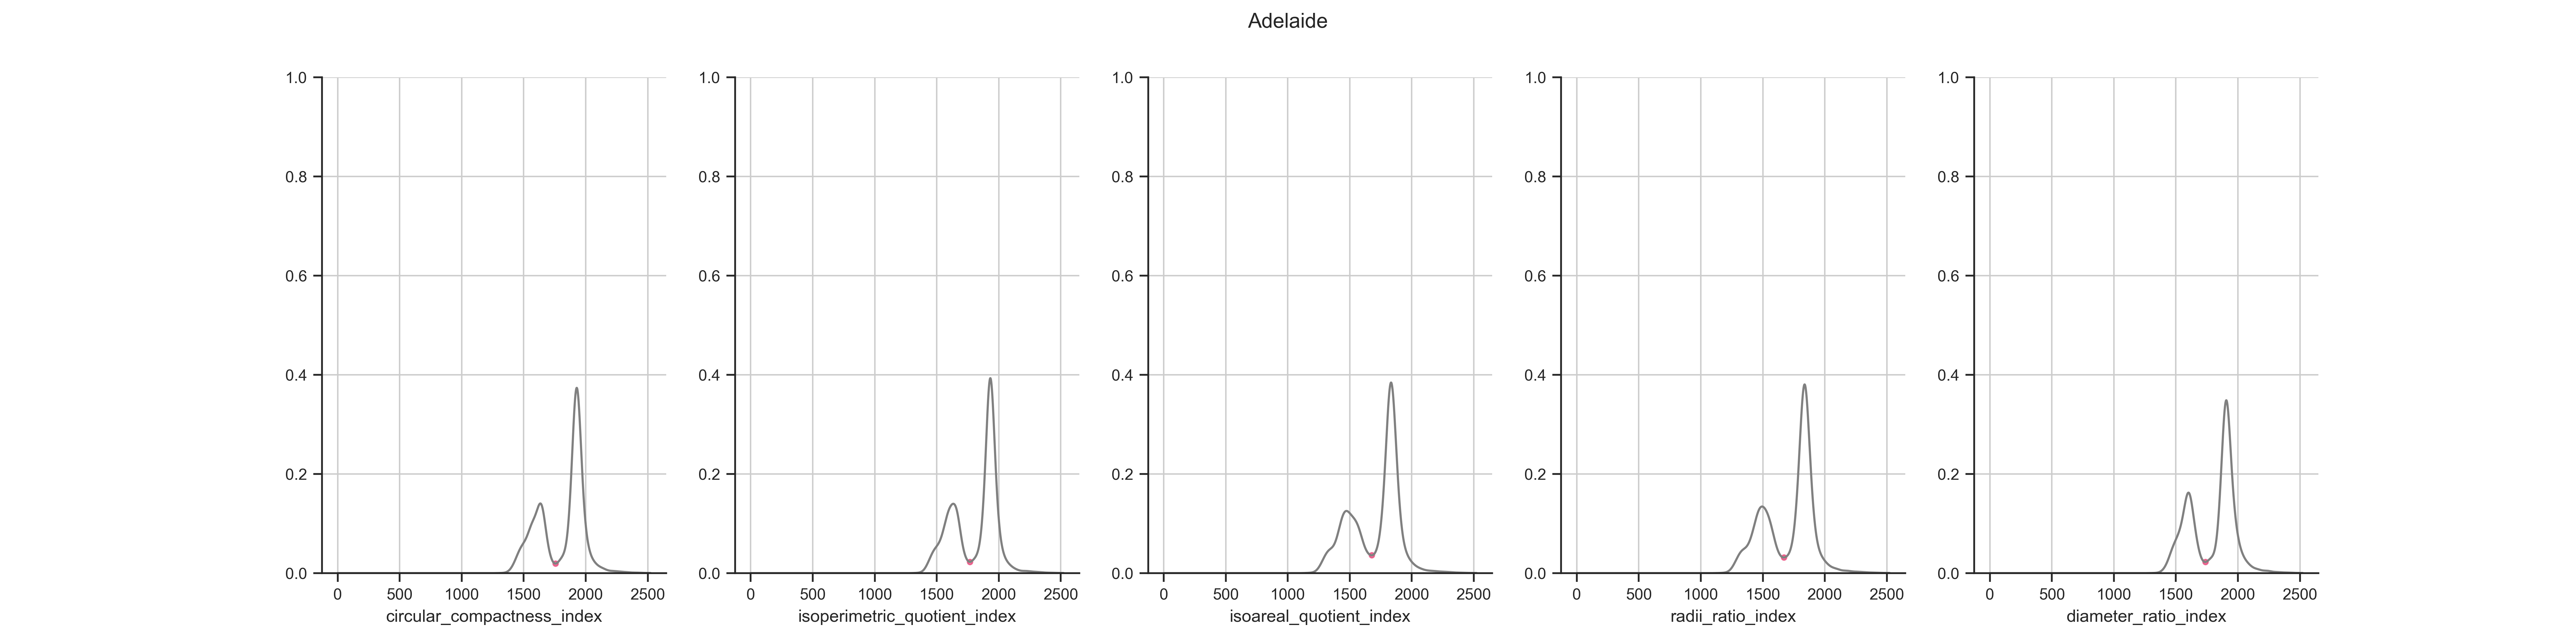 Adelaide
1.0 1.0 1.0 1.0 1.0
0.8 0.8 0.8 0.8 0.8
0.6 0.6 0.6 0.6 0.6
0.4 0.4 0.4 0.4 0.4
0.2 0.2 0.2 0.2 0.2
0.0 0.0 0.0 0.0 0.0
0 500 1000 1500 2000 2500 0 500 1000 1500 2000 2500 0 500 1000 1500 2000 2500 0 500 1000 1500 2000 2500 0 500 1000 1500 2000 2500
circular_compactness_index isoperimetric_quotient_index isoareal_quotient_index radii_ratio_index diameter_ratio_index